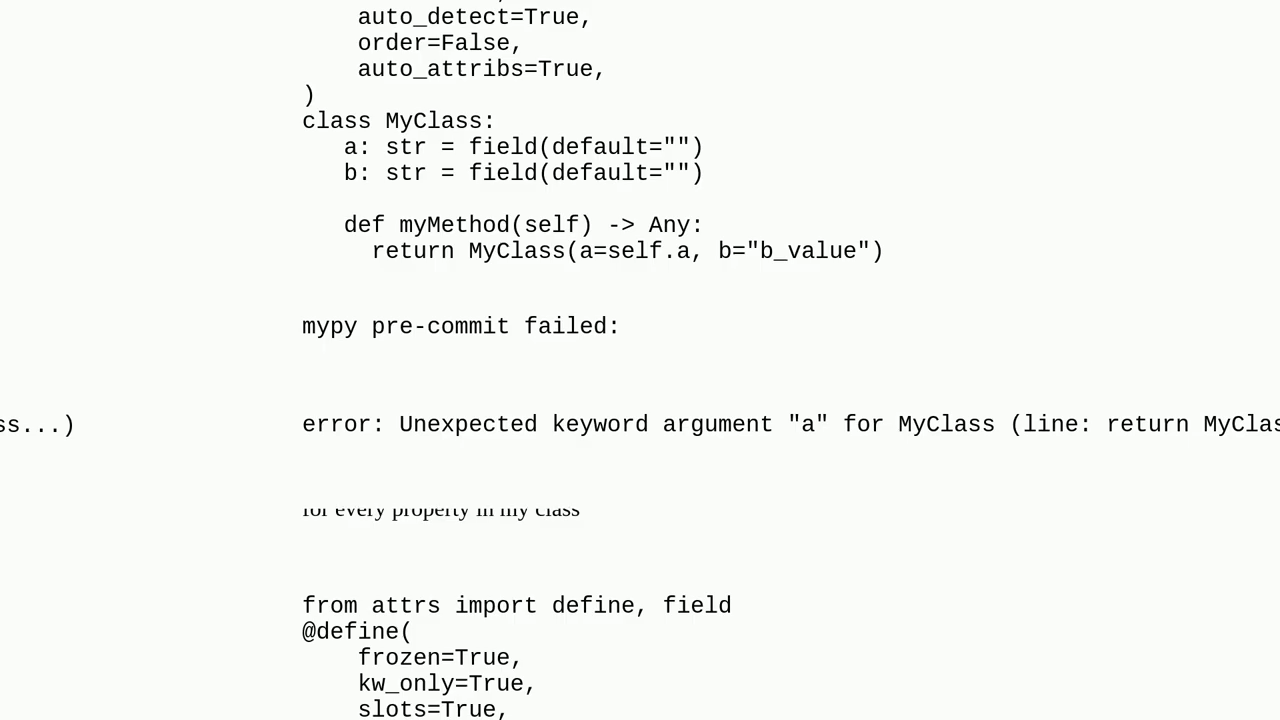 auto_detect=True,
    order=False,
    auto_attribs=True,
)
class MyClass:
   a: str = field(default="")
   b: str = field(default="")

   def myMethod(self) -> Any:
     return MyClass(a=self.a, b="b_value")

mypy pre-commit failed:

ss...)
error: Unexpected keyword argument "a" for MyClass (line: return MyClas

for every property in my class

from attrs import define, field
@define(
    frozen=True,
    kw_only=True,
    slots=True,